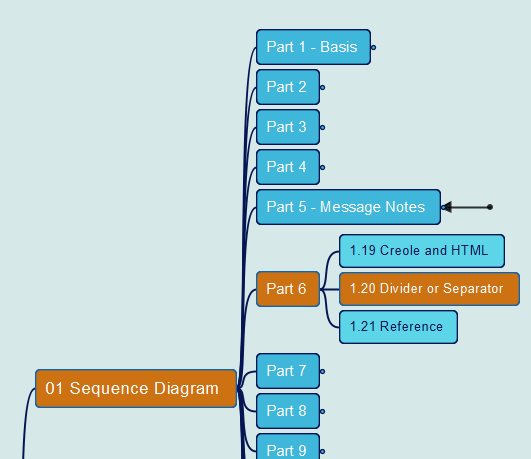 Part 1 - Basis
Part 2
Part 3
Part 4
Part 5 - Message Notes
1.19 Creole and HTML
Part 6
1.20 Divider or Separator
1.21 Reference
Part 7
01 Sequence Diagram
Part 8
Part 9